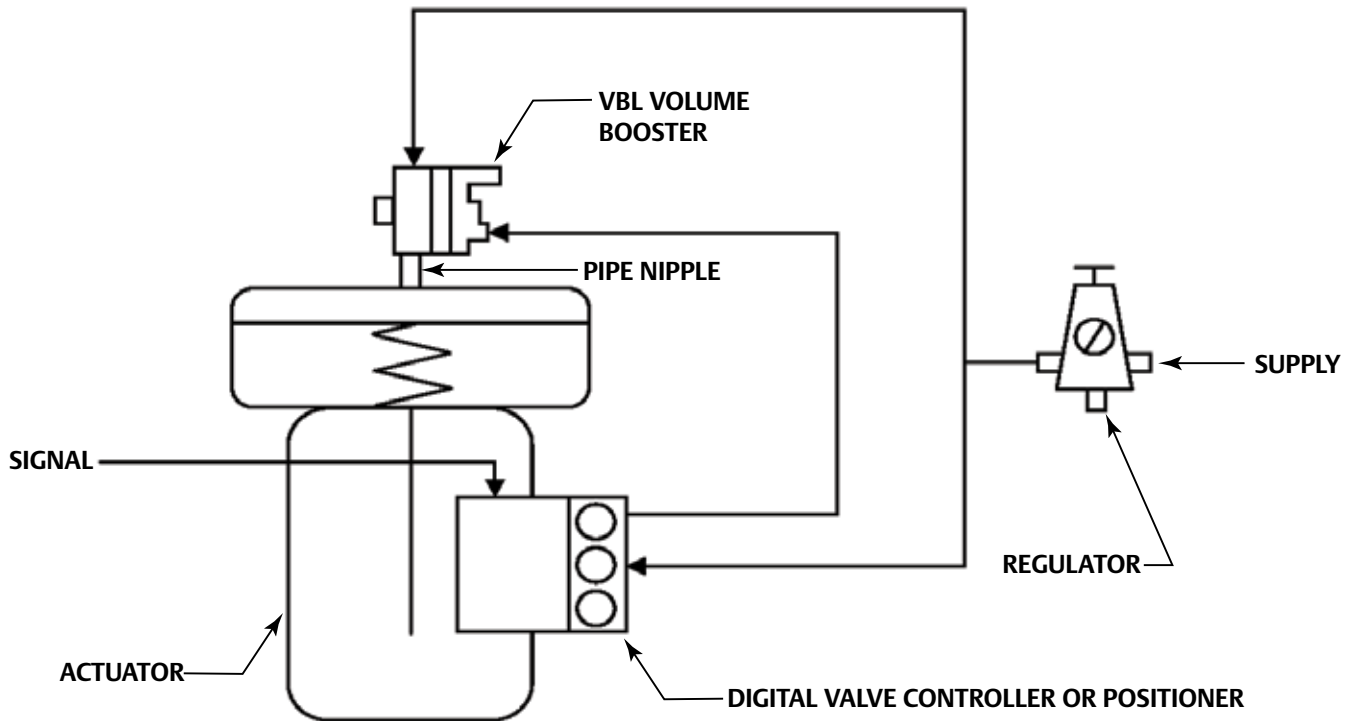 VBL VOLUME
BOOSTER
PIPE NIPPLE
SUPPLY
SIGNAL
REGULATOR
ACTUATOR
DIGITAL VALVE CONTROLLER OR POSITIONER